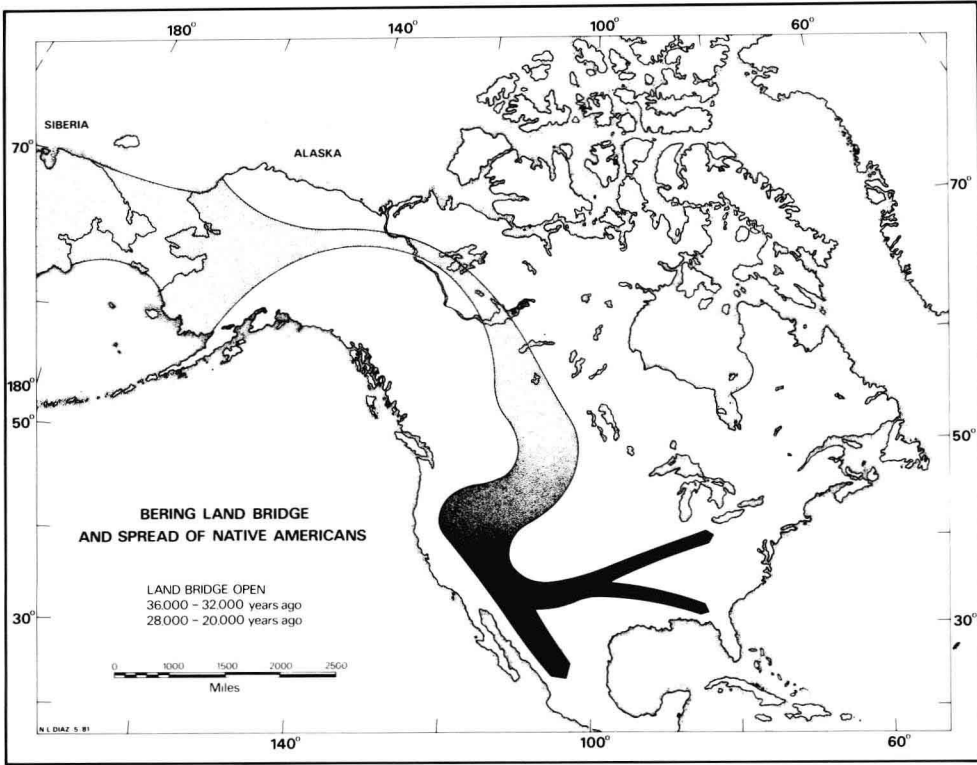 180°
140°
100°
60°
SIBERIA
70°
ALASKA
70°
180°
50°
50°
BERING LAND BRIDGE
AND SPREAD OF NATIVE AMERICANS
LAND BRIDGE OPEN
36.000 – 32.000 years ago
28.000 – 20.000 years ago
30°
30°
0 1000 1500 2000 2500
Miles
N L DIAZ 5 81
140°
100°
60°